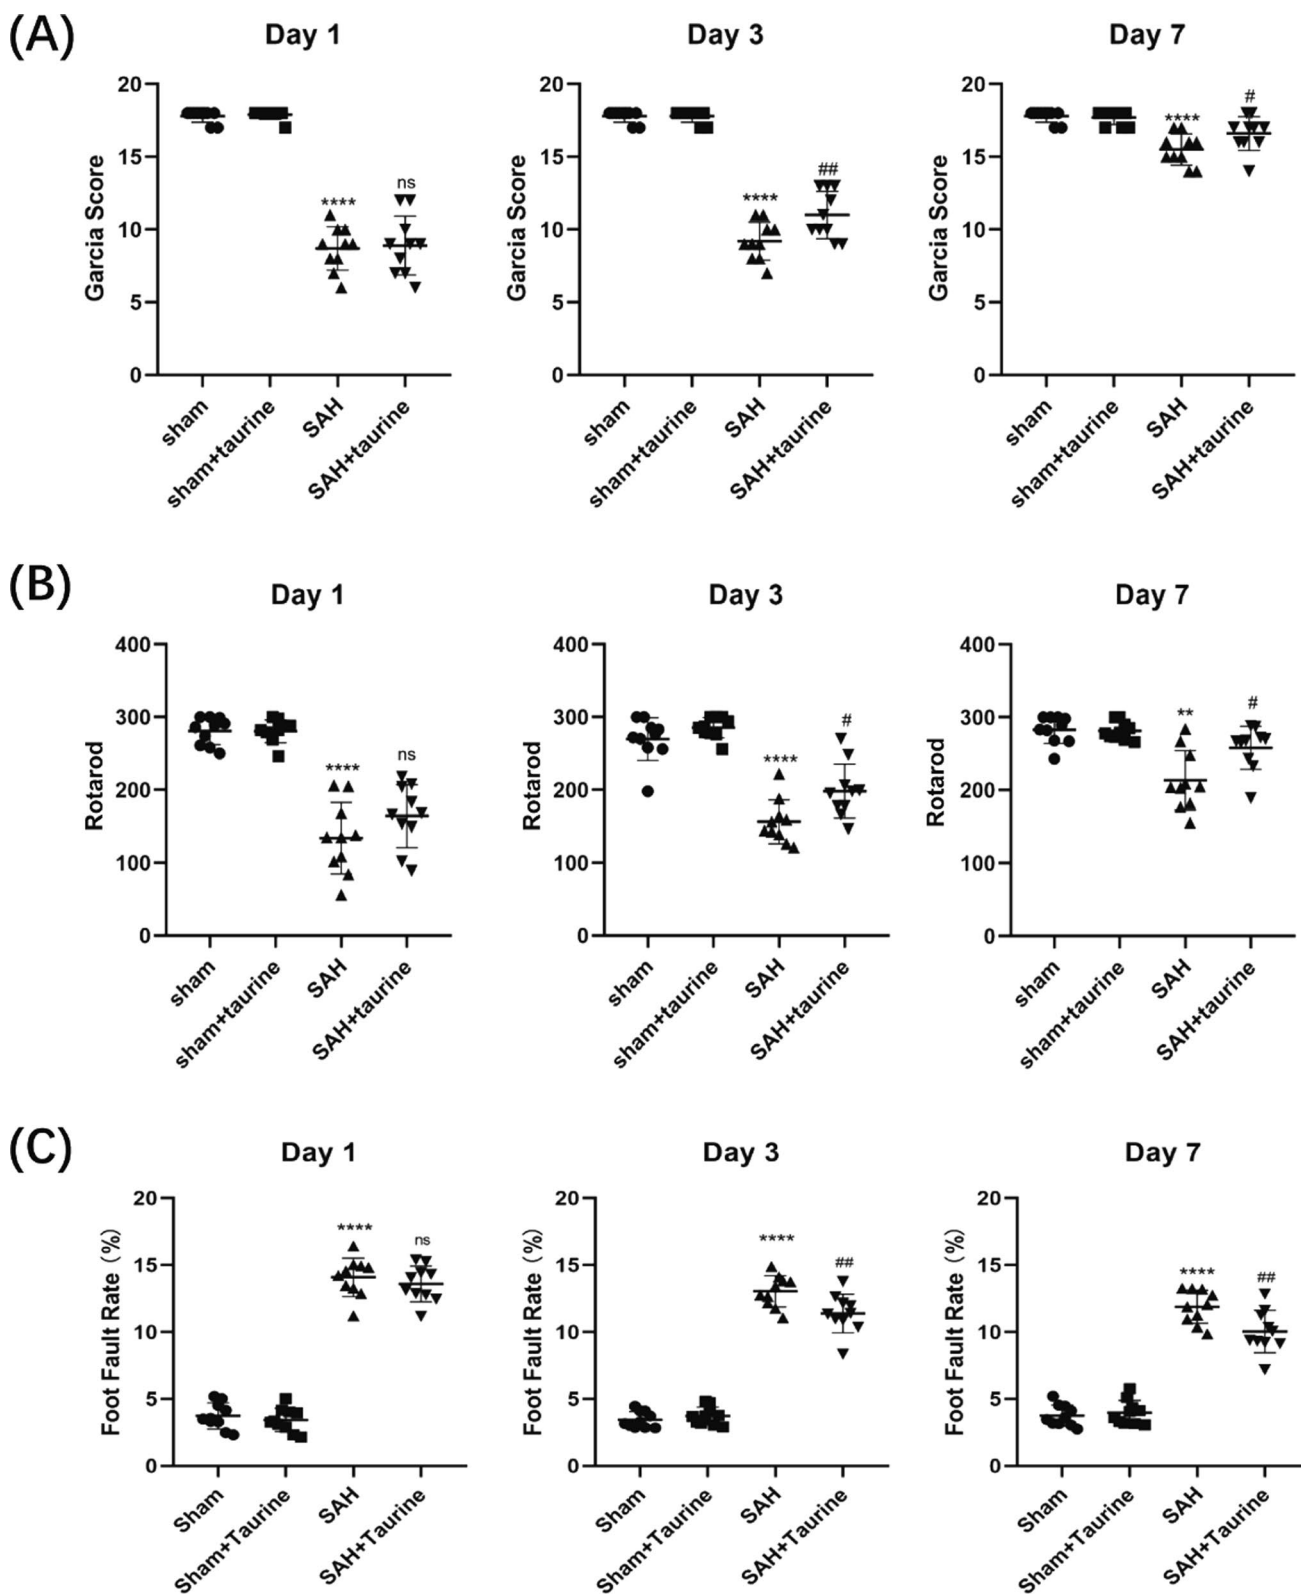 (A)
Day 1
Day 3
Day 7
Garcia Score
20
15
10
5
0
****
ns
sham
sham+taurine
SAH
SAH+taurine
Garcia Score
20
15
10
5
0
****
##
sham
sham+taurine
SAH
SAH+taurine
Garcia Score
20
15
10
5
0
****
#
sham
sham+taurine
SAH
SAH+taurine
(B)
Day 1
Day 3
Day 7
Rotarod
400
300
200
100
0
****
ns
sham
sham+taurine
SAH
SAH+taurine
Rotarod
400
300
200
100
0
****
#
sham
sham+taurine
SAH
SAH+taurine
Rotarod
400
300
200
100
0
**
#
sham
sham+taurine
SAH
SAH+taurine
(C)
Day 1
Day 3
Day 7
Foot Fault Rate (%)
20
15
10
5
0
****
ns
Sham
Sham+Taurine
SAH
SAH+Taurine
Foot Fault Rate (%)
20
15
10
5
0
****
##
Sham
Sham+Taurine
SAH
SAH+Taurine
Foot Fault Rate (%)
20
15
10
5
0
****
##
Sham
Sham+Taurine
SAH
SAH+Taurine